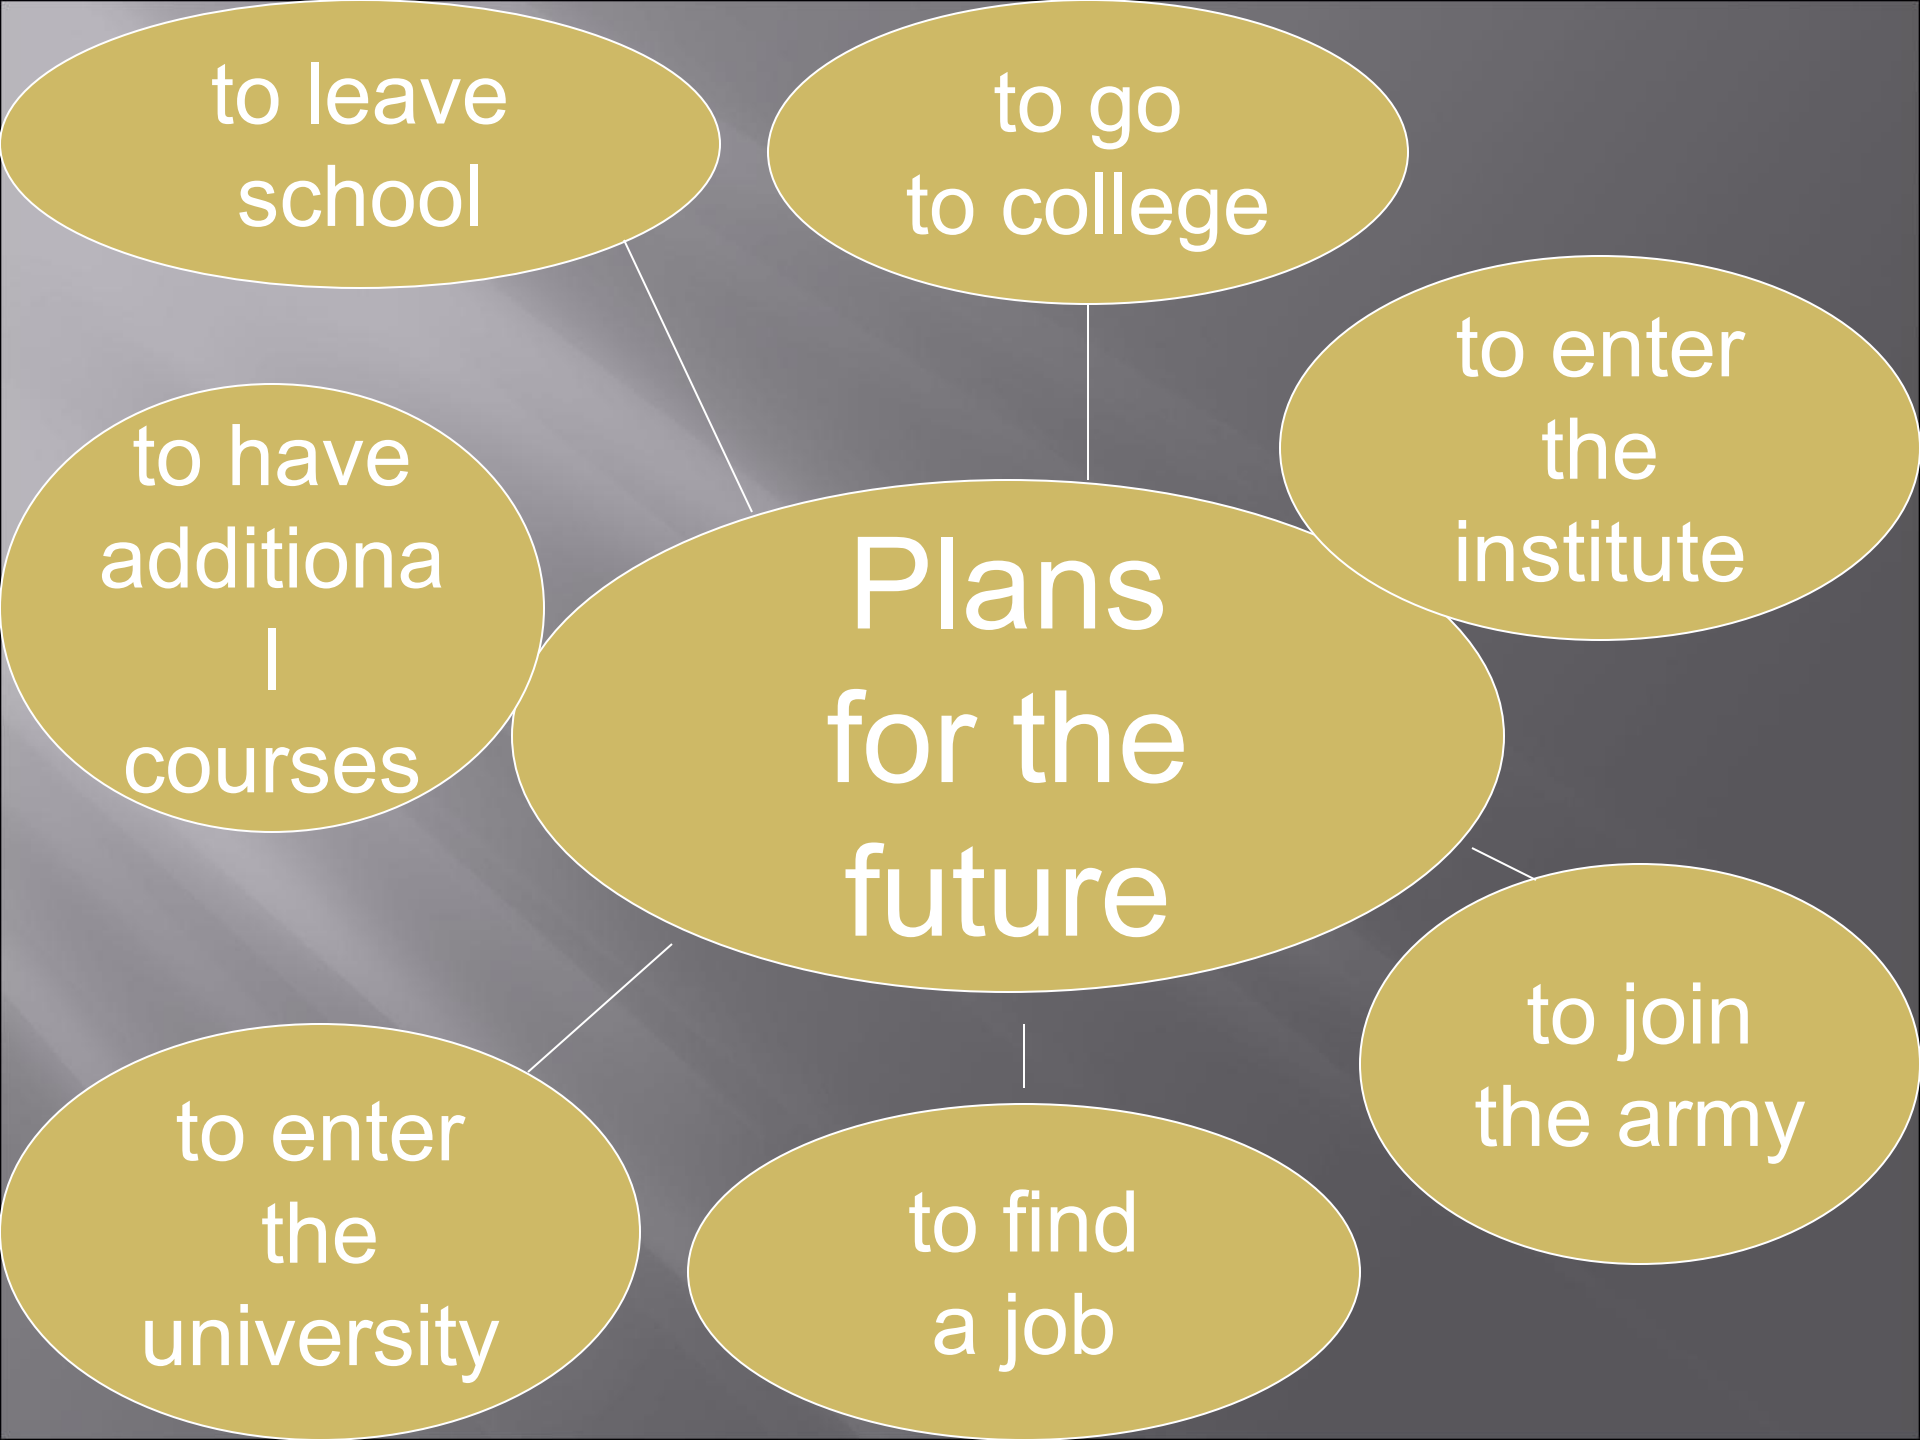 to leave
school
to go
to college
to enter
the
institute
to have
additiona
l
courses
Plans
for the
future
to join
the army
to enter
the
university
to find
a job